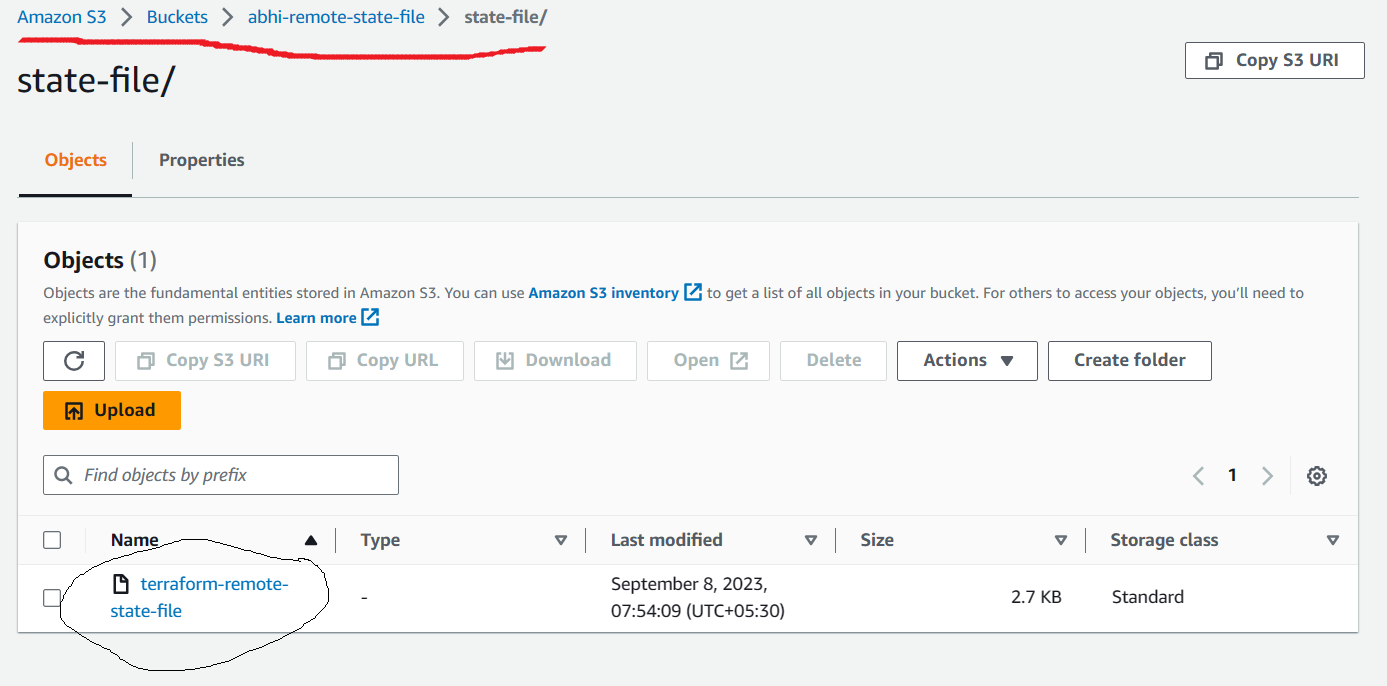 Amazon S3 > Buckets > abhi-remote-state-file > state-file/
state-file/
Copy S3 URI
Objects Properties
Objects (1)
Objects are the fundamental entities stored in Amazon S3. You can use Amazon S3 inventory to get a list of all objects in your bucket. For others to access your objects, you’ll need to
explicitly grant them permissions. Learn more
Copy S3 URI Copy URL Download Open Delete Actions Create folder
Upload
Find objects by prefix
1
Name Type Last modified Size Storage class
terraform-remote-
state-file
-
September 8, 2023,
07:54:09 (UTC+05:30)
2.7 KB
Standard